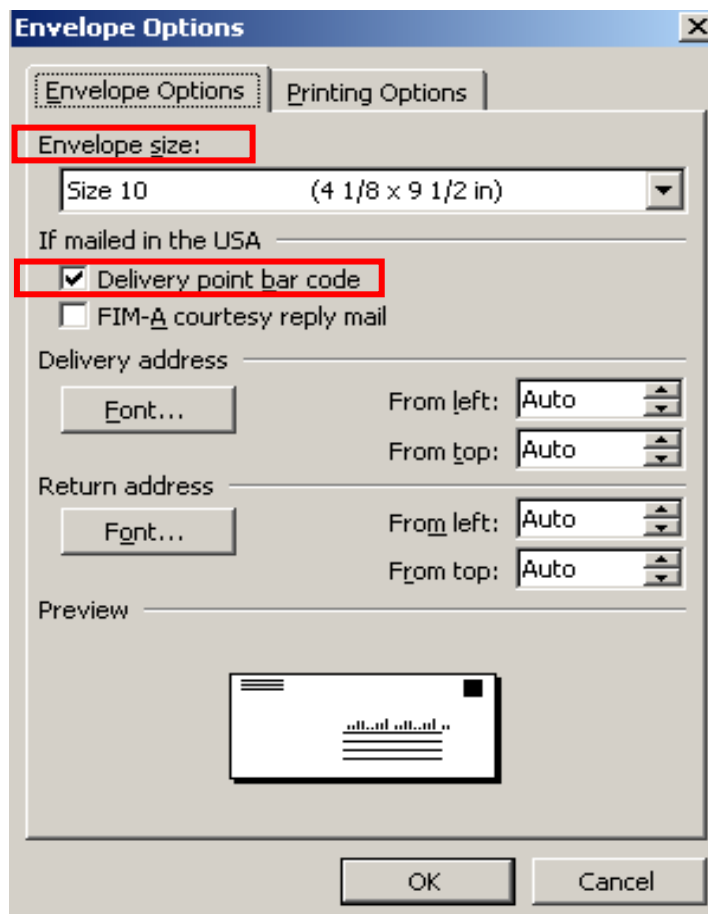 Envelope Options
Envelope Options Printing Options
Envelope size:
Size 10 (4 1/8 x 9 1/2 in)
If mailed in the USA
Delivery point bar code
FIM-A courtesy reply mail
Delivery address
Font... From left: Auto
From top: Auto
Return address
Font... From left: Auto
From top: Auto
Preview
OK Cancel